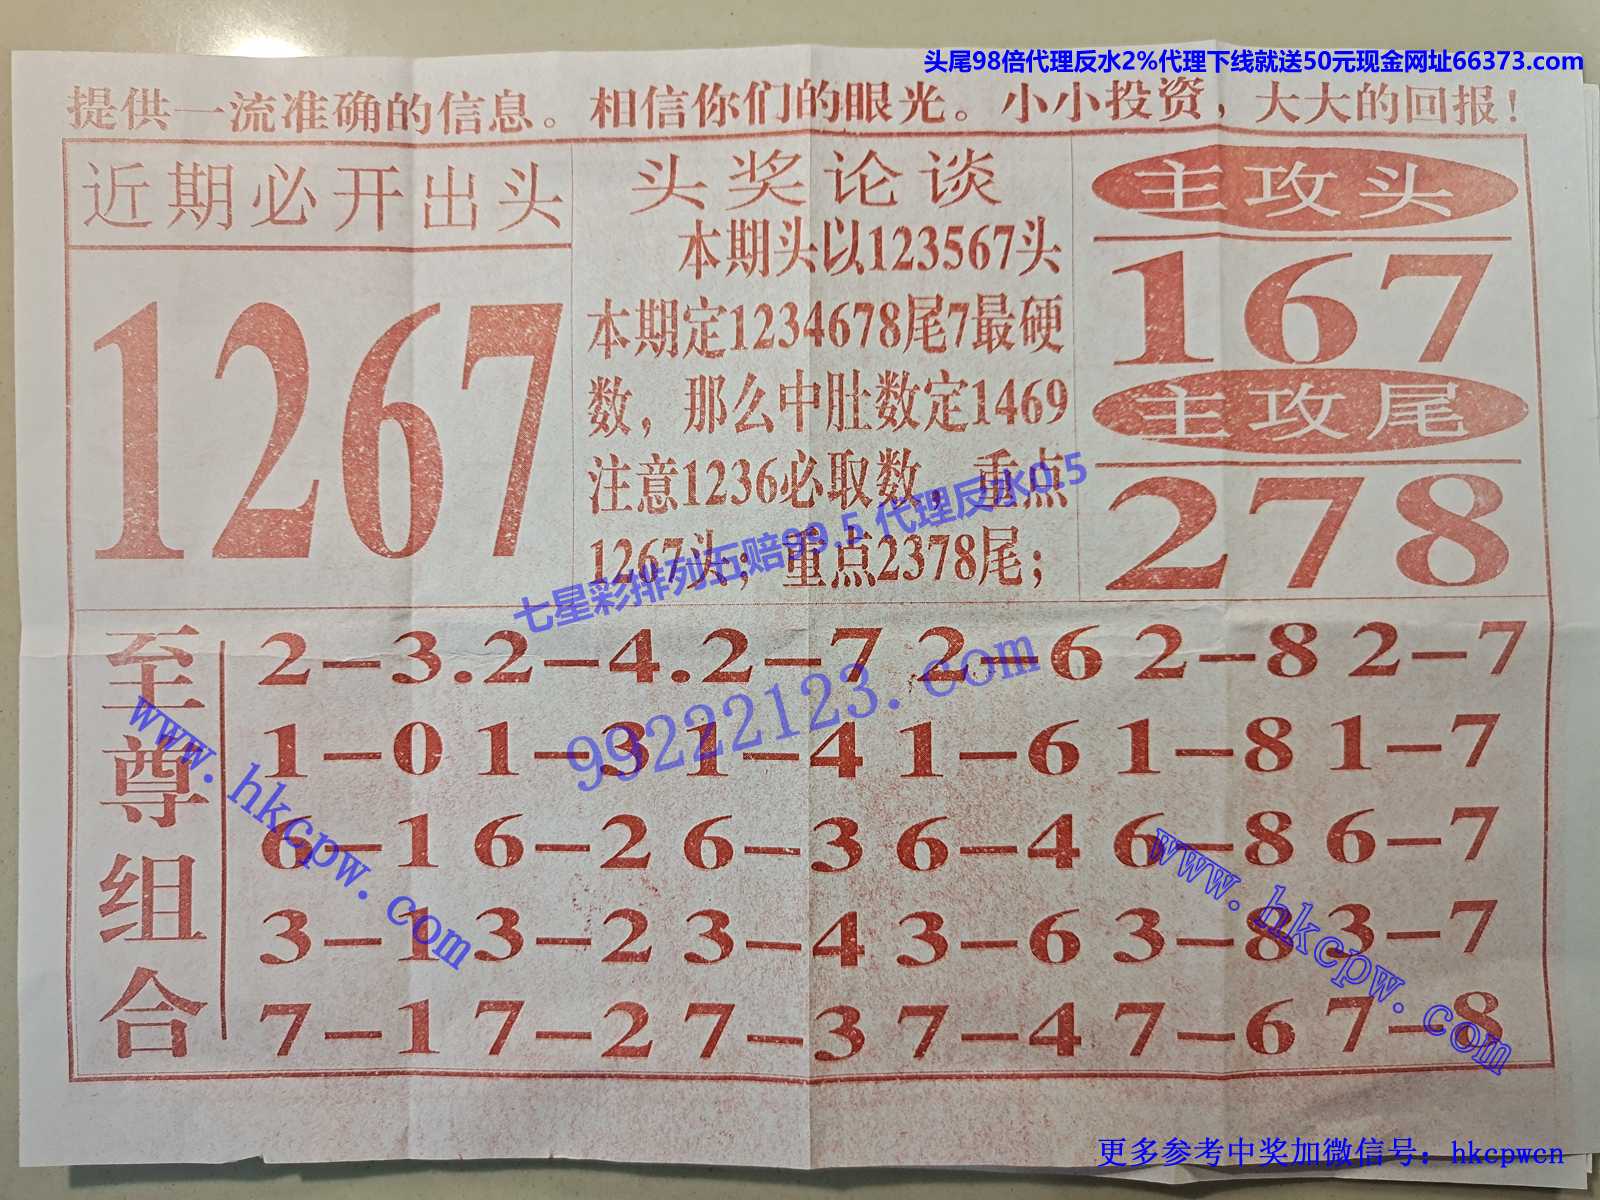 头尾98倍代理反水2%代理下线就送50元现金网址66373.com
提供一流准确的信息。相信你们的眼光。小小投资，大大的回报！
近期必开出头
1267
头奖论谈
本期头以123567头
本期定1234678尾7最硬
数，那么中肚数定1469
注意1236必取数，重点
1267头；重点2378尾；
主攻头
167
主攻尾
278
七星彩排列五赔99.5 代理反水0.5
99222123.com
至尊组合
2－3.2－4.2－7 2－6 2－8 2－7
1－0 1－3 1－4 1－6 1－8 1－7
6－1 6－2 6－3 6－4 6－8 6－7
3－1 3－2 3－4 3－6 3－8 3－7
7－1 7－2 7－3 7－4 7－6 7－8
www.hkcpw.com
www.hkcpw.com
更多参考中奖加微信号：hkcpwcn